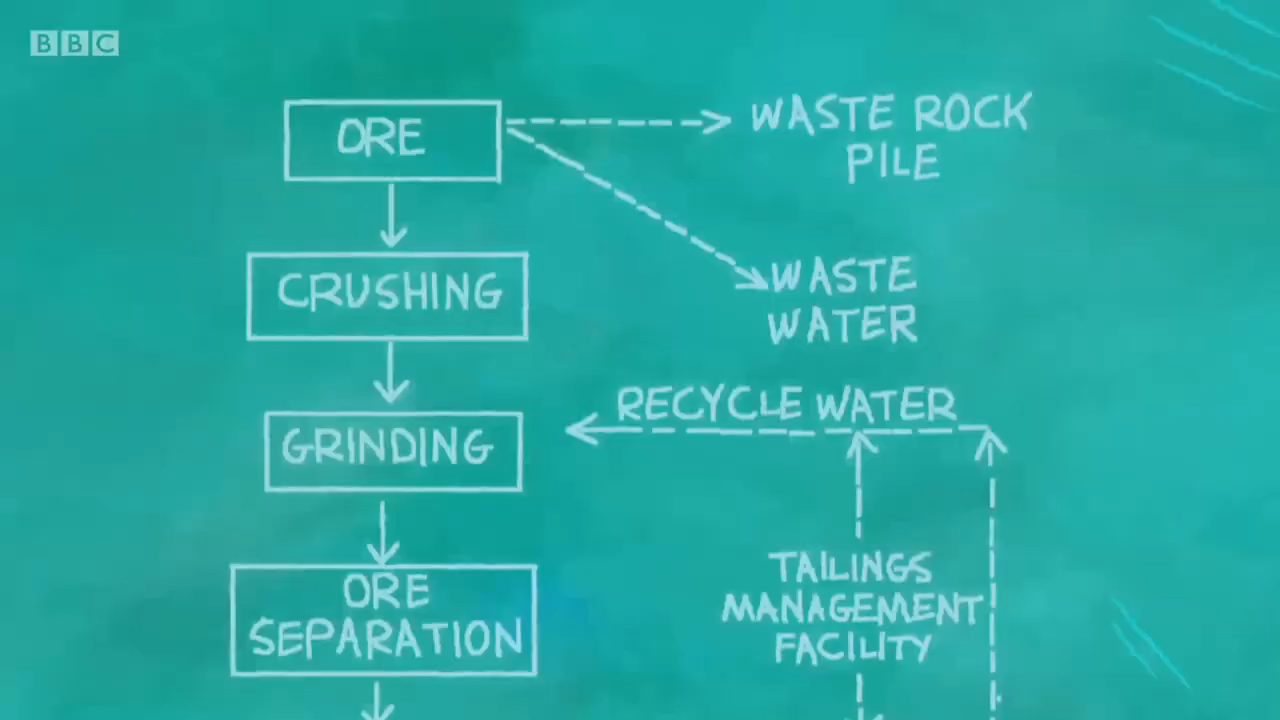 BBC
ORE
WASTE ROCK
PILE
CRUSHING
WASTE
WATER
RECYCLE WATER
GRINDING
TAILINGS
MANAGEMENT
FACILITY
ORE
SEPARATION